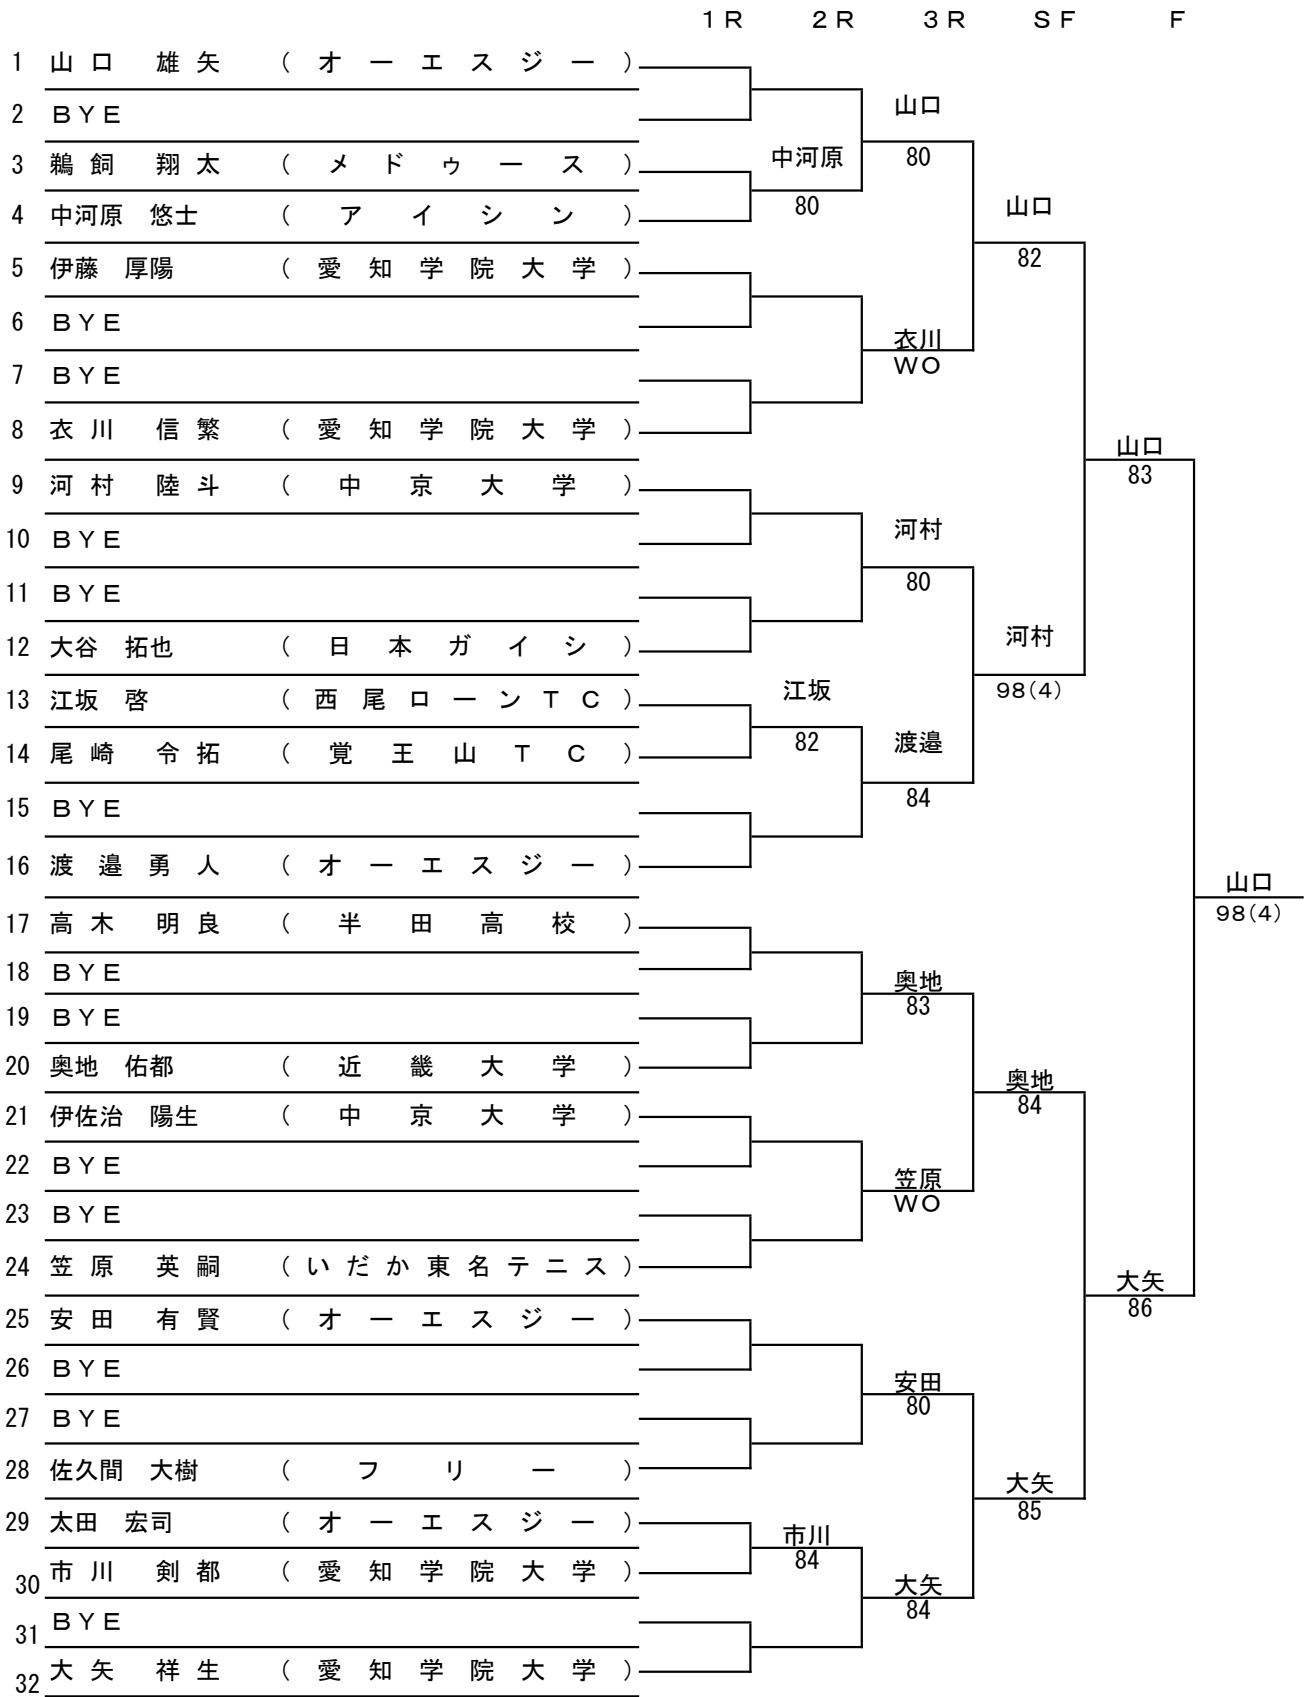 １Ｒ ２Ｒ ３Ｒ ＳＦ Ｆ
1 山口 雄矢 （オーエスジー）
2 ＢＹＥ
山口
3 鵜飼 翔太 （メドゥース） 中河原 80
4 中河原 悠士 （アイシン） 80 山口
5 伊藤 厚陽 （愛知学院大学） 82
6 ＢＹＥ
衣川
ＷＯ
7 ＢＹＥ
8 衣川 信繁 （愛知学院大学）
山口
83
9 河村 陸斗 （中京大学）
10 ＢＹＥ 河村
80
11 ＢＹＥ
12 大谷 拓也 （日本ガイシ） 河村
98(4)
13 江坂 啓 （西尾ローンＴＣ） 江坂
82 渡邉
14 尾崎 令拓 （覚王山ＴＣ）
84
15 ＢＹＥ
16 渡邉勇人 （オーエスジー）
山口
98(4)
17 高木 明良 （半田高校）
18 ＢＹＥ 奥地
83
19 ＢＹＥ
20 奥地 佑都 （近畿大学） 奥地
84
21 伊佐治 陽生 （中京大学）
22 ＢＹＥ 笠原
ＷＯ
23 ＢＹＥ
24 笠原 英嗣 （いだか東名テニス） 大矢
86
25 安田 有賢 （オーエスジー）
26 ＢＹＥ 安田
80
27 ＢＹＥ
28 佐久間 大樹 （フリー） 大矢
85
29 太田 宏司 （オーエスジー） 市川
84
30 市川 剣都 （愛知学院大学） 大矢
84
31 ＢＹＥ
32 大矢 祥生 （愛知学院大学）